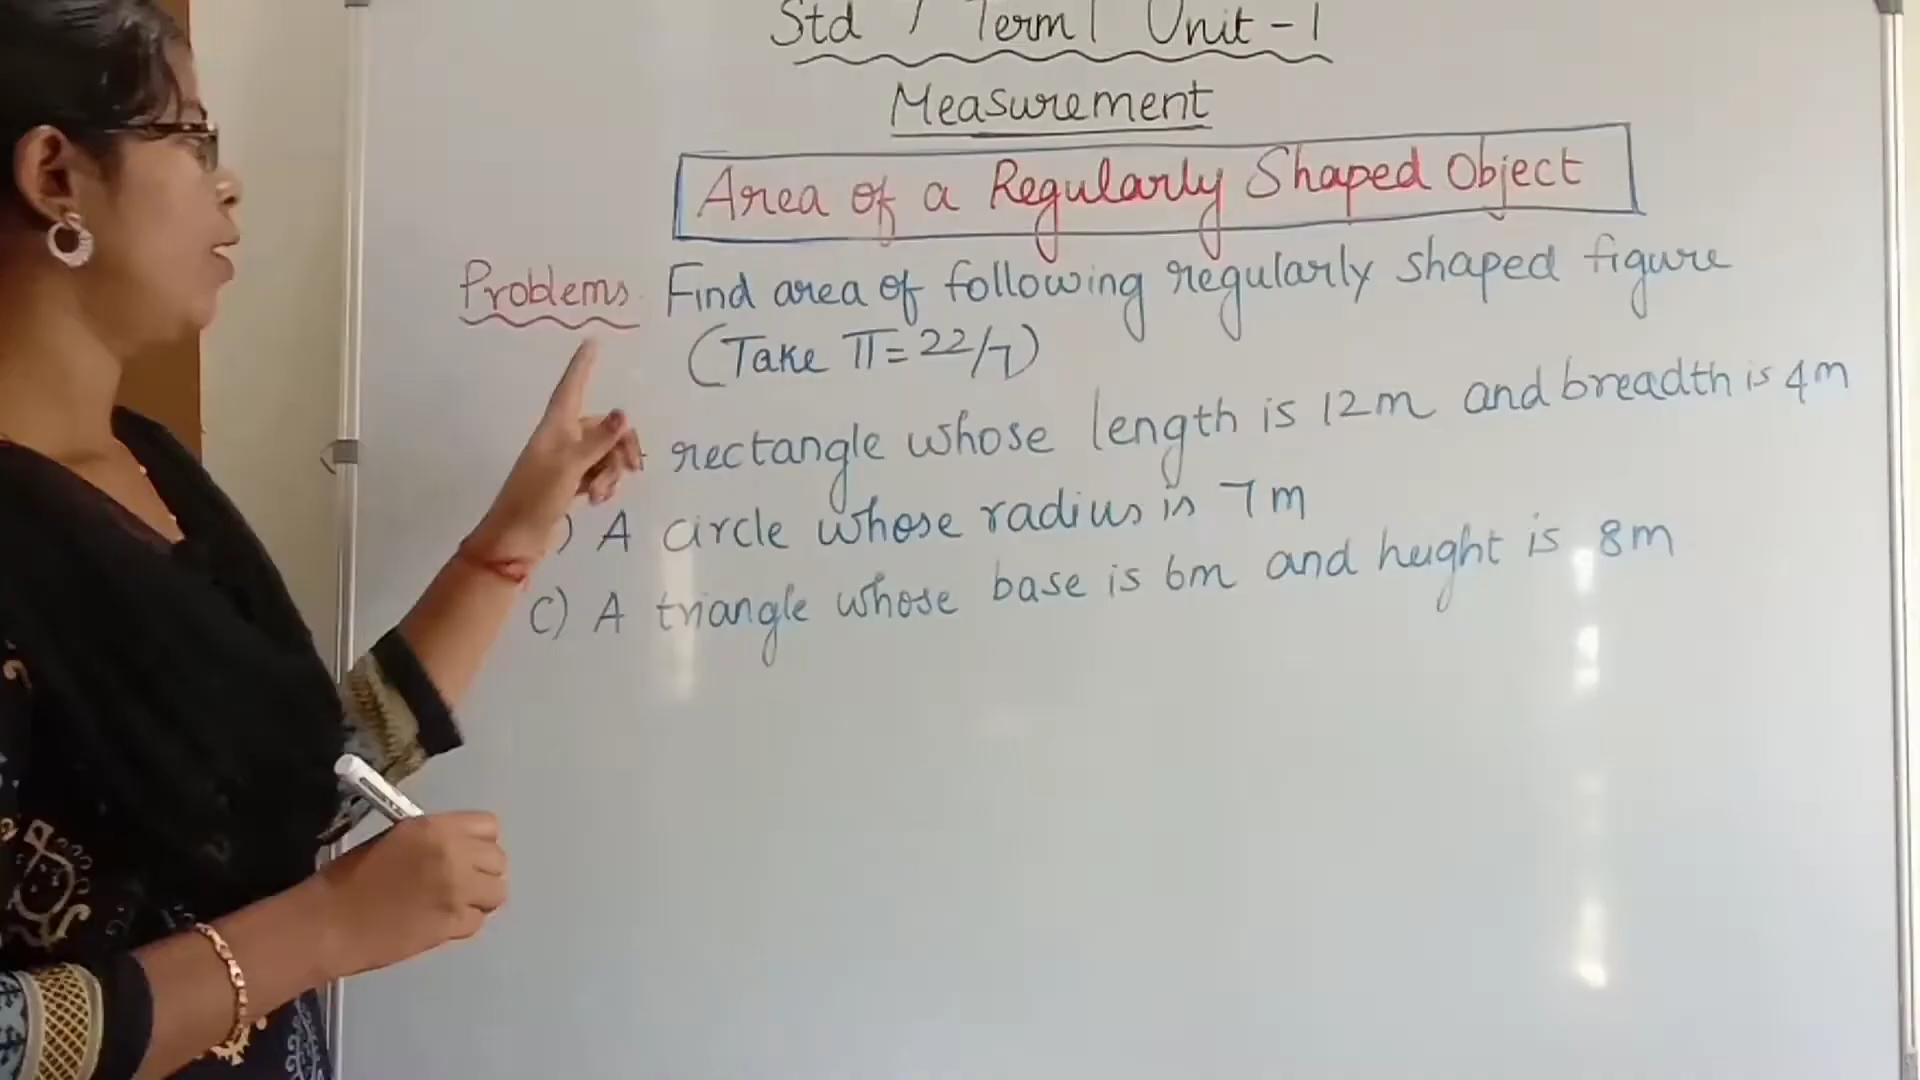 Std 7 Term 1 Unit - 1
Measurement
Area of a Regularly Shaped Object
Problems Find area of following regularly shaped figure
(Take π = 22/7)
rectangle whose length is 12m and breadth is 4m
) A circle whose radius is 7m
C) A triangle whose base is 6m and height is 8m